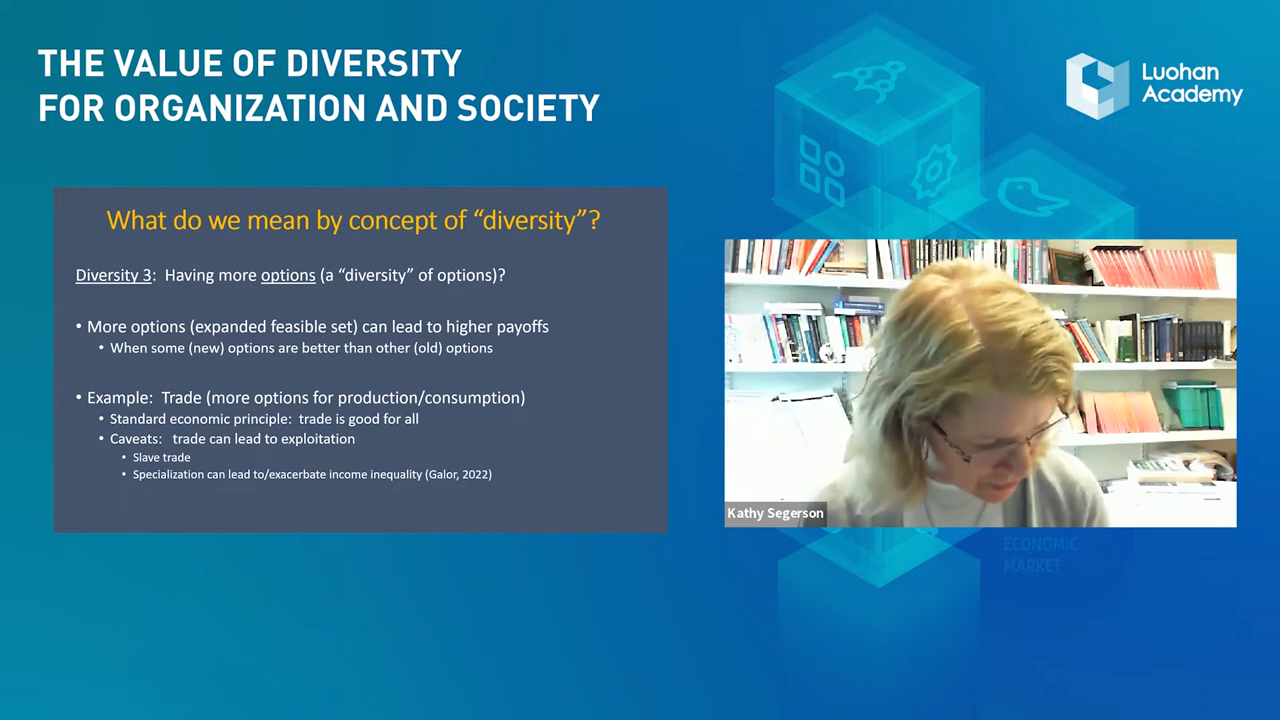 THE VALUE OF DIVERSITY
FOR ORGANIZATION AND SOCIETY
Luohan
Academy
What do we mean by concept of “diversity”?
Diversity 3: Having more options (a “diversity” of options)?
• More options (expanded feasible set) can lead to higher payoffs
• When some (new) options are better than other (old) options
• Example: Trade (more options for production/consumption)
• Standard economic principle: trade is good for all
• Caveats: trade can lead to exploitation
• Slave trade
• Specialization can lead to/exacerbate income inequality (Galor, 2022)
Kathy Segerson
ECONOMIC
MARKET